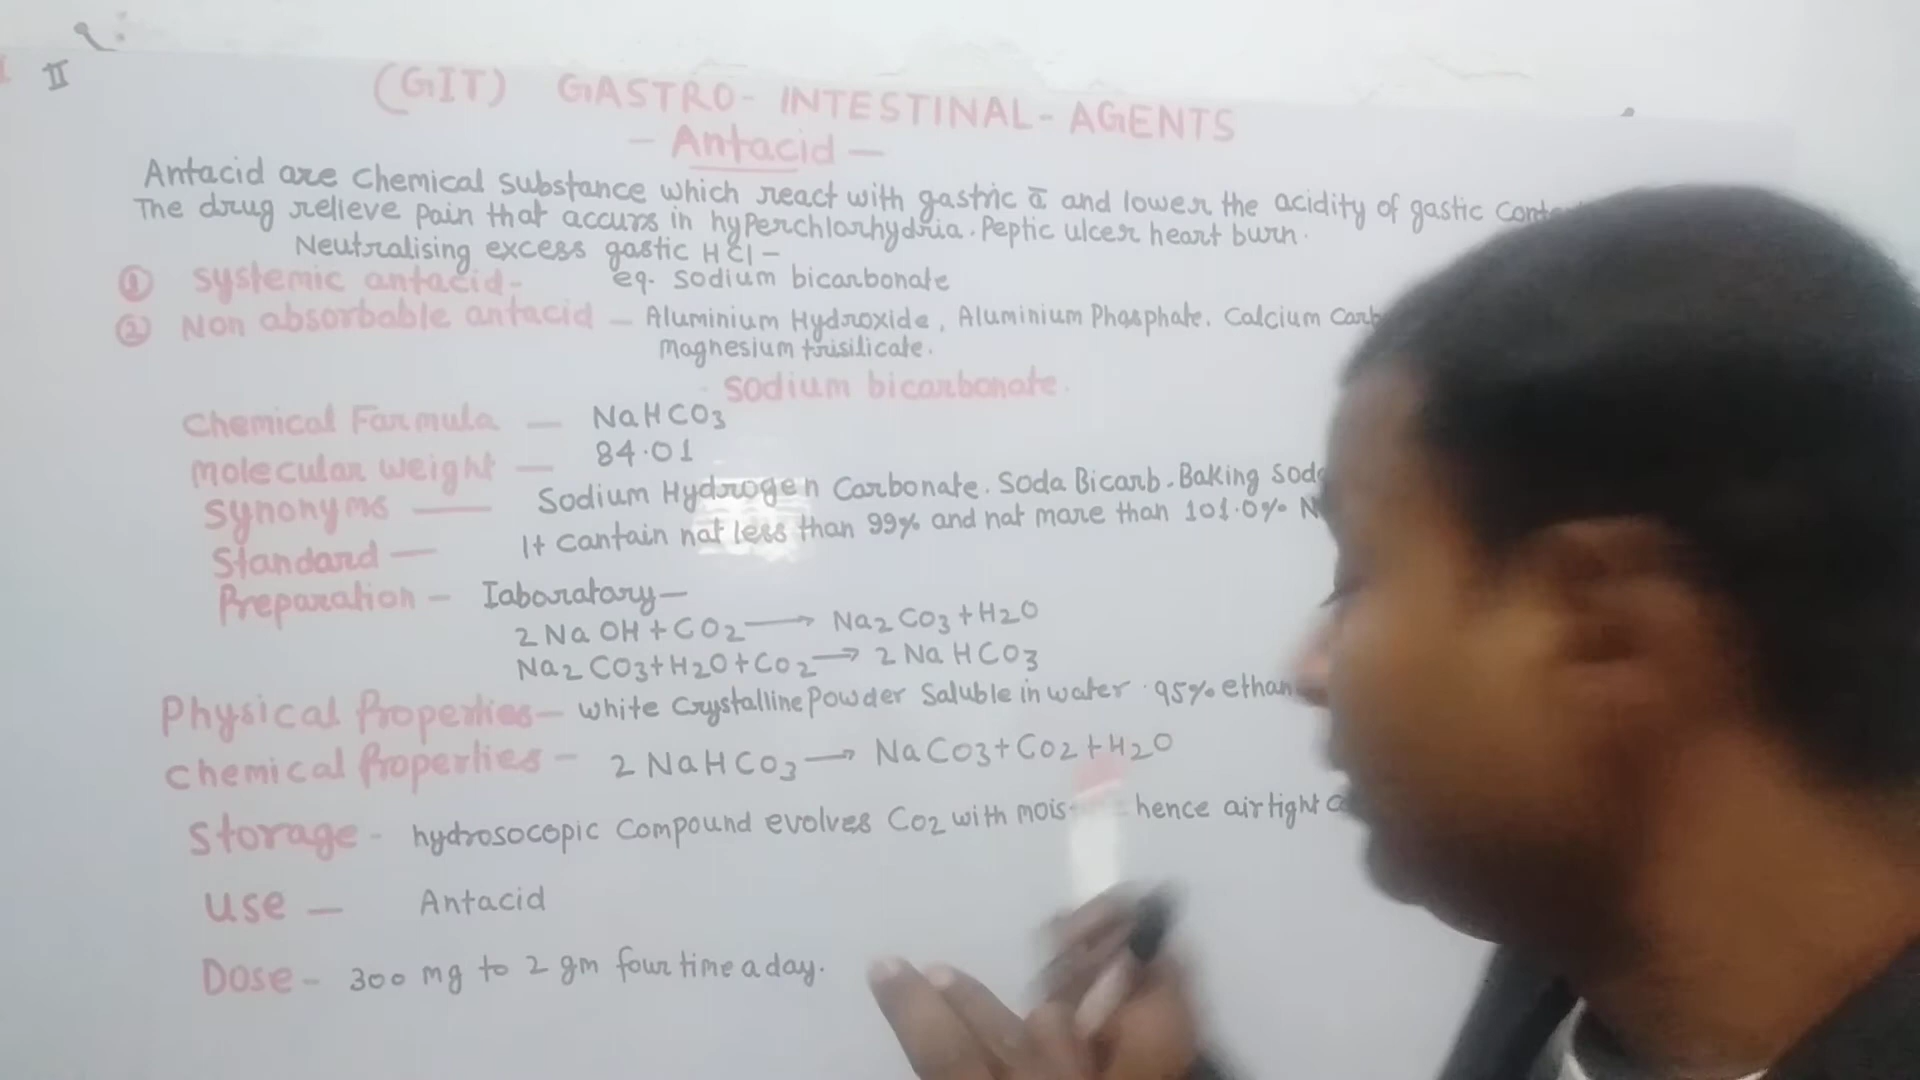 II
(GIT) GASTRO-INTESTINAL-AGENTS
- Antacid -
Antacid are chemical substance which react with gastric ā and lower the acidity of gastic
The drug relieve pain that accurs in hyperchlorhydria. Peptic ulcer heart burn.
Neutralising excess gastic HCl -
① systemic antacid- eq. sodium bicarbonate
② Non absorbable antacid - Aluminium Hydroxide, Aluminium Phosphate. Calcium
magnesium trisilicate.
sodium bicarbonate.
Chemical Farmula - NaHCO3
molecular weight - 84.01
Synonyms - Sodium Hydrogen Carbonate. Soda Bicarb. Baking
Standard - It cantain nat less than 99% and nat mare than 101.0%
Preparation - Iabaratary-
2NaOH+CO2 → Na2CO3+H2O
Na2CO3+H2O+CO2 → 2NaHCO3
Physical Properties - white crystalline powder Saluble in water. 95%
Chemical Properties - 2NaHCO3 → NaCO3+CO2+H2O
Storage - hydrosocopic compound evolves CO2 with hence airtight
use - Antacid
Dose - 300 mg to 2 gm four time a day.